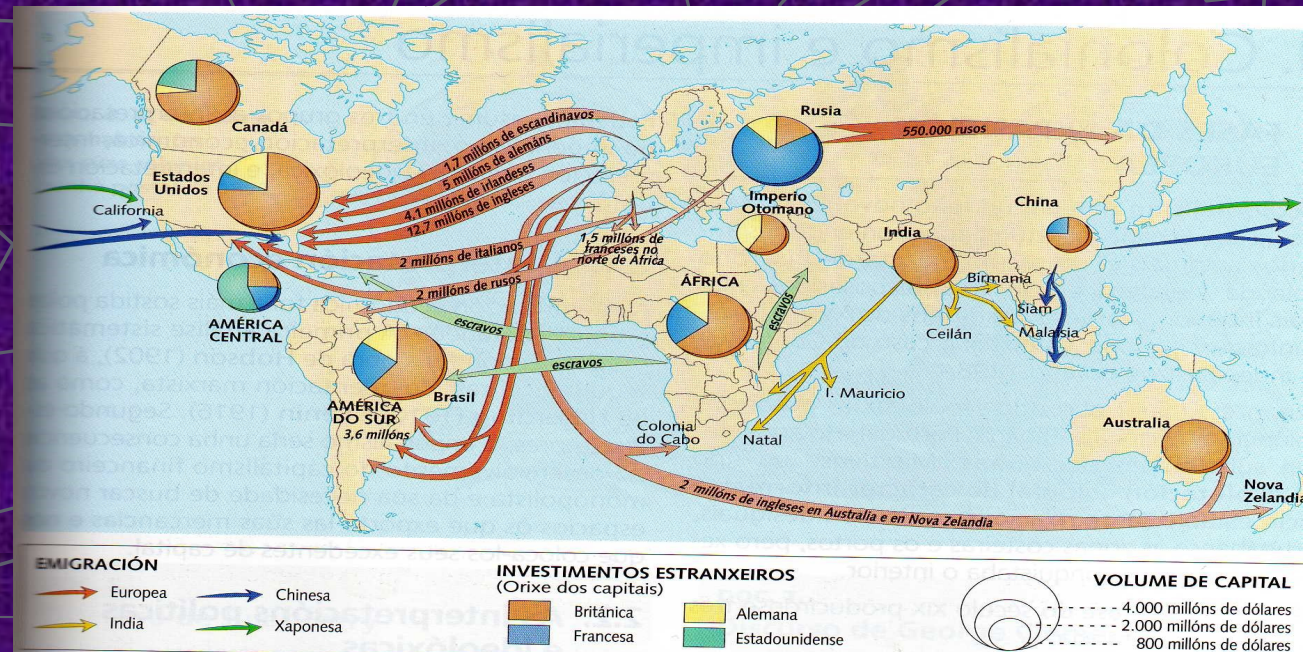 Canadá
Estados
Unidos
California
AMÉRICA
CENTRAL
Brasil
AMÉRICA
DO SUR
3,6 millóns
1,7 millóns de escandinavos
5 millóns de alemáns
4,1 millóns de irlandeses
12,7 millóns de ingleses
2 millóns de italianos
2 millóns de rusos
escravos
escravos
escravos
1,5 millóns de
franceses no
norte de África
Rusia
550.000 rusos
Imperio
Otomano
ÁFRICA
India
China
Birmania
Siam
Ceilán
Malaisia
I. Mauricio
Colonia
do Cabo
Natal
Australia
Nova
Zelandia
2 millóns de ingleses en Australia e en Nova Zelandia
EMIGRACIÓN
Europea
Chinesa
India
Xaponesa
INVESTIMENTOS ESTRANXEIROS
(Orixe dos capitais)
Británica
Alemana
Francesa
Estadounidense
VOLUME DE CAPITAL
4.000 millóns de dólares
2.000 millóns de dólares
800 millóns de dólares